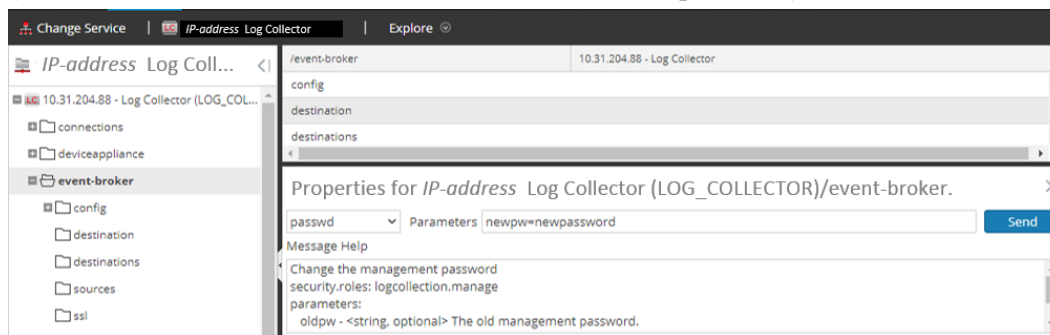 Change Service | LC IP-address Log Collector | Explore
IP-address Log Coll...
LC 10.31.204.88 - Log Collector (LOG_COL...
connections
deviceappliance
event-broker
config
destination
destinations
sources
ssl
/event-broker 10.31.204.88 - Log Collector
config
destination
destinations
Properties for IP-address Log Collector (LOG_COLLECTOR)/event-broker.
passwd Parameters newpw=newpassword Send
Message Help
Change the management password
security.roles: logcollection.manage
parameters:
oldpw - <string, optional> The old management password.